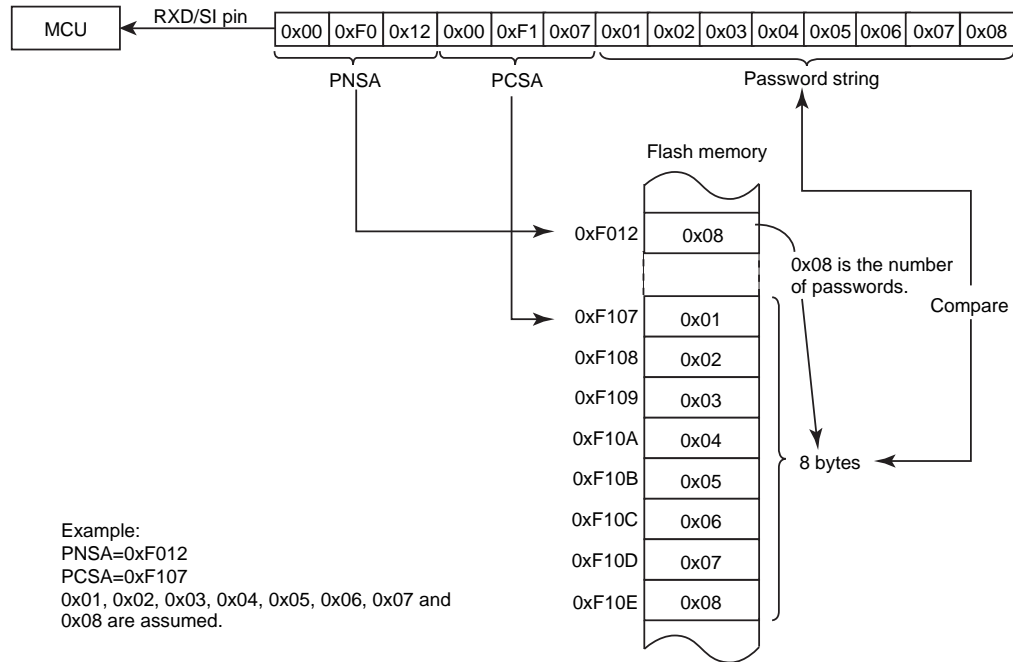 MCU
RXD/SI pin
0x00 0xF0 0x12 0x00 0xF1 0x07 0x01 0x02 0x03 0x04 0x05 0x06 0x07 0x08
PNSA PCSA Password string
Flash memory
0xF012 0x08
0x08 is the number
of passwords.
Compare
0xF107 0x01
0xF108 0x02
0xF109 0x03
0xF10A 0x04
8 bytes
0xF10B 0x05
0xF10C 0x06
0xF10D 0x07
0xF10E 0x08
Example:
PNSA=0xF012
PCSA=0xF107
0x01, 0x02, 0x03, 0x04, 0x05, 0x06, 0x07 and
0x08 are assumed.